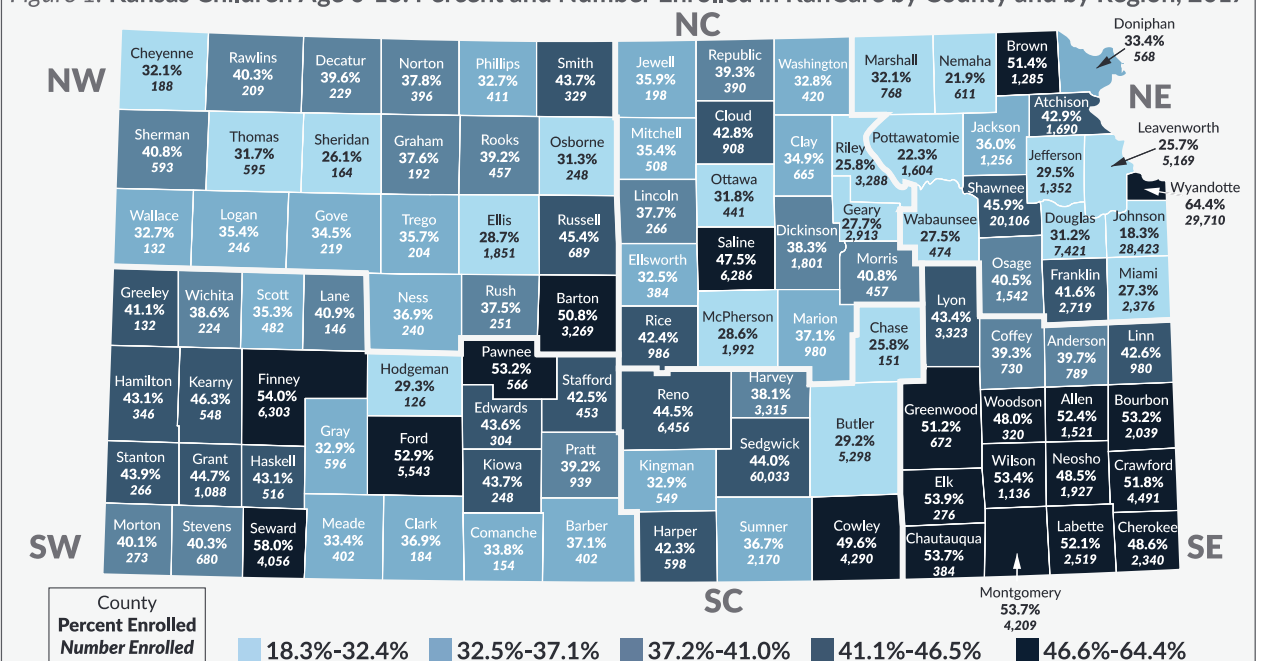 Figure 1. Kansas Children Age 0-18: Percent and Number Enrolled in KanCare by County and by Region, 2017
NC
NW
NE
Cheyenne
32.1%
188
Rawlins
40.3%
209
Decatur
39.6%
229
Norton
37.8%
396
Phillips
32.7%
411
Smith
43.7%
329
Jewell
35.9%
198
Republic
39.3%
390
Washington
32.8%
420
Marshall
32.1%
768
Nemaha
21.9%
611
Brown
51.4%
1,285
Doniphan
33.4%
568
Atchison
42.9%
1,690
Sherman
40.8%
593
Thomas
31.7%
595
Sheridan
26.1%
164
Graham
37.6%
192
Rooks
39.2%
457
Osborne
31.3%
248
Mitchell
35.4%
508
Cloud
42.8%
908
Clay
34.9%
665
Riley
25.8%
3,288
Pottawatomie
22.3%
1,604
Jackson
36.0%
1,256
Jefferson
29.5%
1,352
Leavenworth
25.7%
5,169
Wyandotte
64.4%
29,710
Wallace
32.7%
132
Logan
35.4%
246
Gove
34.5%
219
Trego
35.7%
204
Ellis
28.7%
1,851
Russell
45.4%
689
Lincoln
37.7%
266
Ottawa
31.8%
441
Dickinson
38.3%
1,801
Geary
27.7%
2,913
Wabaunsee
27.5%
474
Shawnee
45.9%
20,106
Douglas
31.2%
7,421
Johnson
18.3%
28,423
Ellsworth
32.5%
384
Saline
47.5%
6,286
Morris
40.8%
457
Osage
40.5%
1,542
Franklin
41.6%
2,719
Miami
27.3%
2,376
Greeley
41.1%
132
Wichita
38.6%
224
Scott
35.3%
482
Lane
40.9%
146
Ness
36.9%
240
Rush
37.5%
251
Barton
50.8%
3,269
Rice
42.4%
986
McPherson
28.6%
1,992
Marion
37.1%
980
Chase
25.8%
151
Lyon
43.4%
3,323
Coffey
39.3%
730
Anderson
39.7%
789
Linn
42.6%
980
Hamilton
43.1%
346
Kearny
46.3%
548
Finney
54.0%
6,303
Hodgeman
29.3%
126
Pawnee
53.2%
566
Stafford
42.5%
453
Edwards
43.6%
304
Reno
44.5%
6,456
Harvey
38.1%
3,315
Butler
29.2%
5,298
Greenwood
51.2%
672
Woodson
48.0%
320
Allen
52.4%
1,521
Bourbon
53.2%
2,039
Gray
32.9%
596
Ford
52.9%
5,543
Sedgwick
44.0%
60,033
Stanton
43.9%
266
Grant
44.7%
1,088
Haskell
43.1%
516
Kiowa
43.7%
248
Pratt
39.2%
939
Kingman
32.9%
549
Elk
53.9%
276
Wilson
53.4%
1,136
Neosho
48.5%
1,927
Crawford
51.8%
4,491
Morton
40.1%
273
Stevens
40.3%
680
Seward
58.0%
4,056
Meade
33.4%
402
Clark
36.9%
184
Comanche
33.8%
154
Barber
37.1%
402
Harper
42.3%
598
Sumner
36.7%
2,170
Cowley
49.6%
4,290
Chautauqua
53.7%
384
Labette
52.1%
2,519
Cherokee
48.6%
2,340
SW
SE
SC
Montgomery
53.7%
4,209
County
Percent Enrolled
Number Enrolled
18.3%-32.4% 32.5%-37.1% 37.2%-41.0% 41.1%-46.5% 46.6%-64.4%